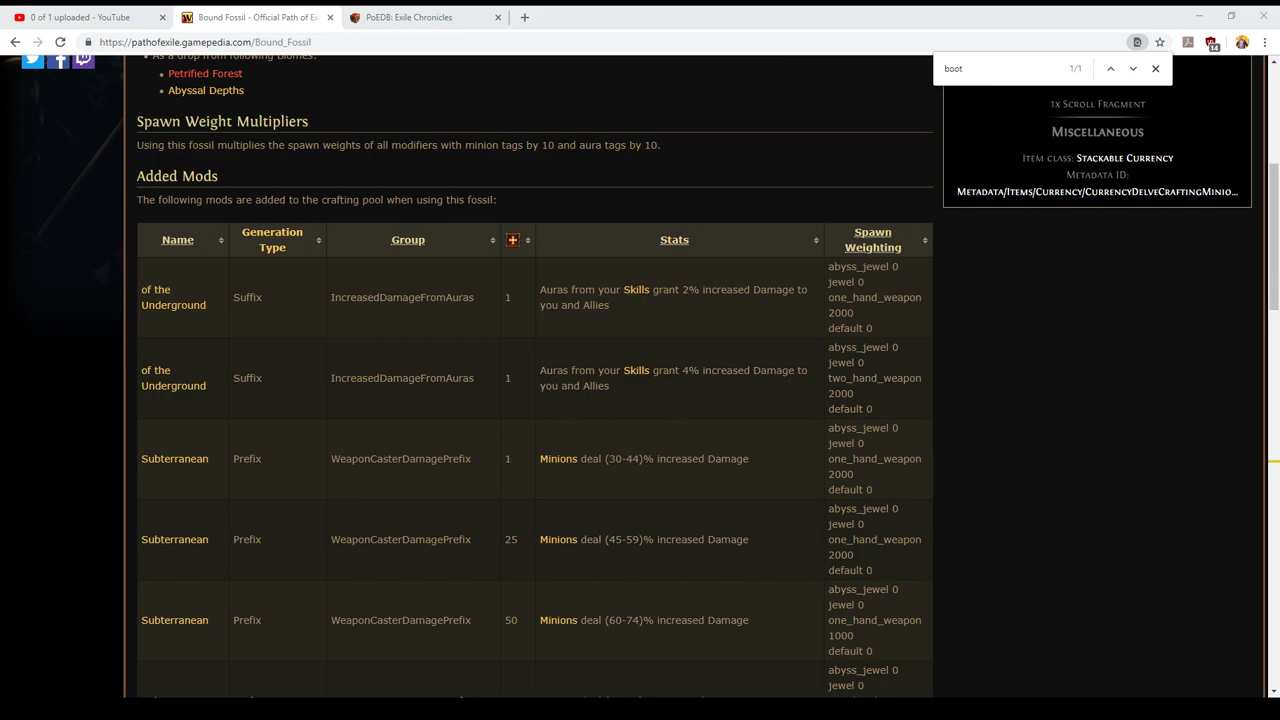 0 of 1 uploaded - YouTube
Bound Fossil - Official Path of Ex
PoEDB: Exile Chronicles
https://pathofexile.gamepedia.com/Bound_Fossil
14
boot 1/1
As a drop from following Biomes:
Petrified Forest
Abyssal Depths
Spawn Weight Multipliers
Using this fossil multiplies the spawn weights of all modifiers with minion tags by 10 and aura tags by 10.
Added Mods
The following mods are added to the crafting pool when using this fossil:
1x Scroll Fragment
Miscellaneous
Item class: Stackable Currency
Metadata ID:
Metadata/Items/Currency/CurrencyDelveCraftingMinio...
Name
Generation
Type
Group
Stats
Spawn
Weighting
of the
Underground
Suffix
IncreasedDamageFromAuras
1
Auras from your Skills grant 2% increased Damage to
you and Allies
abyss_jewel 0
jewel 0
one_hand_weapon
2000
default 0
of the
Underground
Suffix
IncreasedDamageFromAuras
1
Auras from your Skills grant 4% increased Damage to
you and Allies
abyss_jewel 0
jewel 0
two_hand_weapon
2000
default 0
Subterranean
Prefix
WeaponCasterDamagePrefix
1
Minions deal (30-44)% increased Damage
abyss_jewel 0
jewel 0
one_hand_weapon
2000
default 0
Subterranean
Prefix
WeaponCasterDamagePrefix
25
Minions deal (45-59)% increased Damage
abyss_jewel 0
jewel 0
one_hand_weapon
2000
default 0
Subterranean
Prefix
WeaponCasterDamagePrefix
50
Minions deal (60-74)% increased Damage
abyss_jewel 0
jewel 0
one_hand_weapon
1000
default 0
abyss_jewel 0
jewel 0